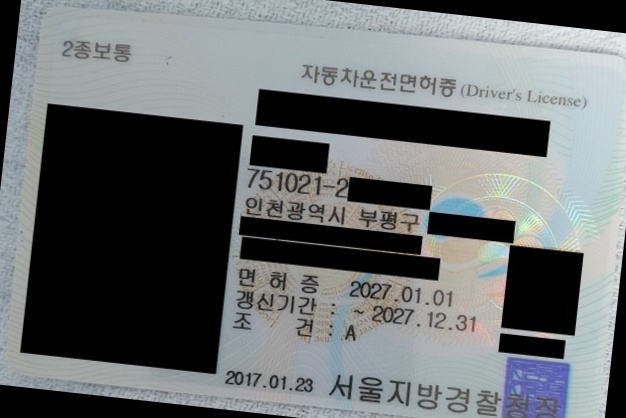 2종보통
자동차운전면허증 (Driver's License)
751021-2
인천광역시 부평구
면 허 증 2027.01.01
갱신기간 : ~ 2027.12.31
조 건 : A
2017.01.23 서울지방경찰청장